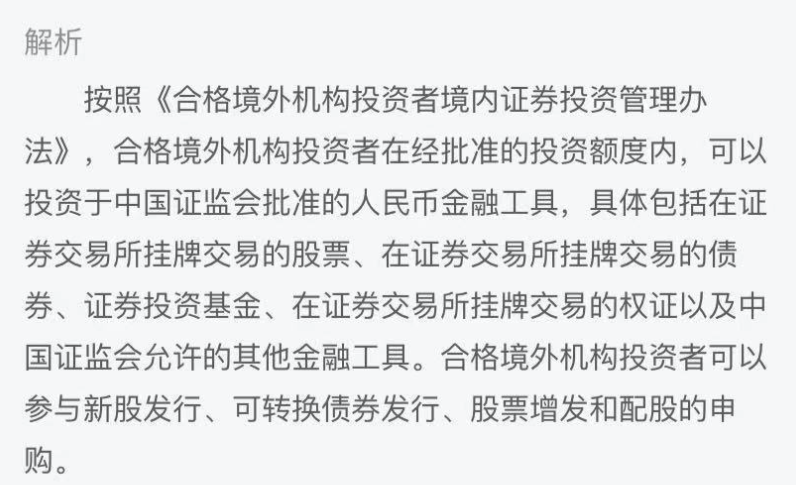 解析
按照《合格境外机构投资者境内证券投资管理办
法》，合格境外机构投资者在经批准的投资额度内，可以
投资于中国证监会批准的人民币金融工具，具体包括在证
券交易所挂牌交易的股票、在证券交易所挂牌交易的债
券、证券投资基金、在证券交易所挂牌交易的权证以及中
国证监会允许的其他金融工具。合格境外机构投资者可以
参与新股发行、可转换债券发行、股票增发和配股的申
购。